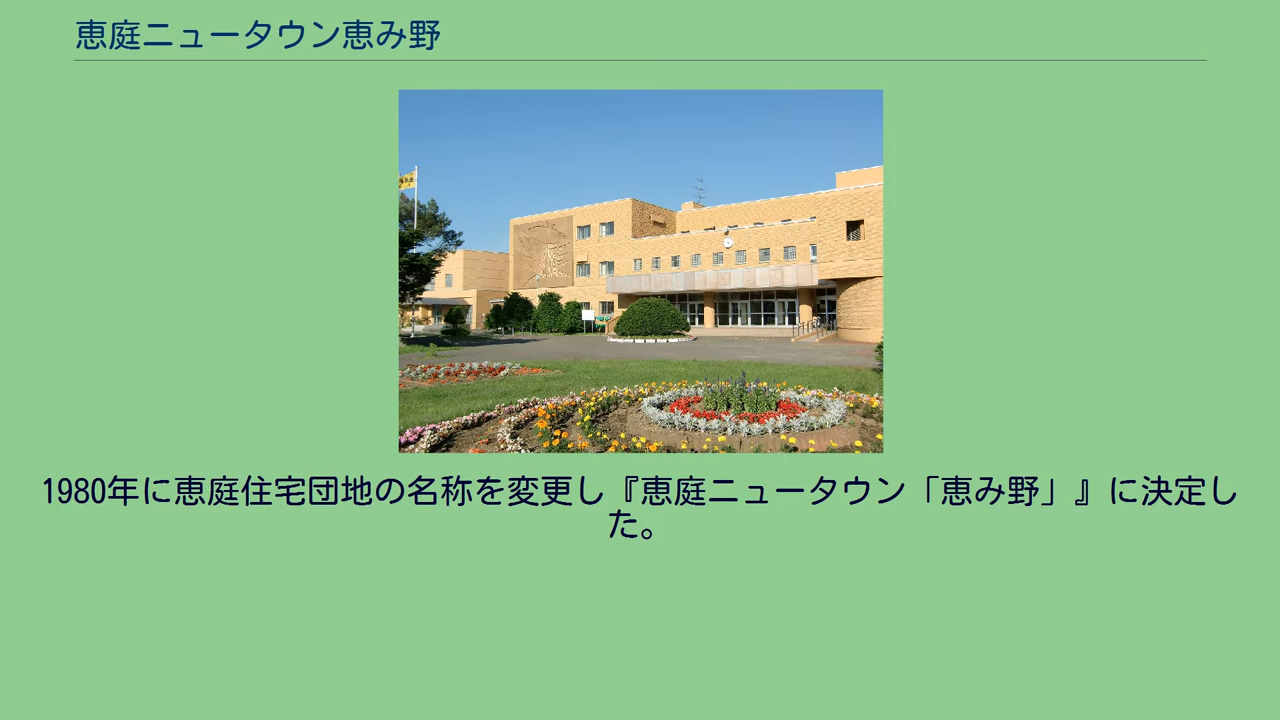 恵庭ニュータウン恵み野
1980年に恵庭住宅団地の名称を変更し『恵庭ニュータウン「恵み野」』に決定し
た。